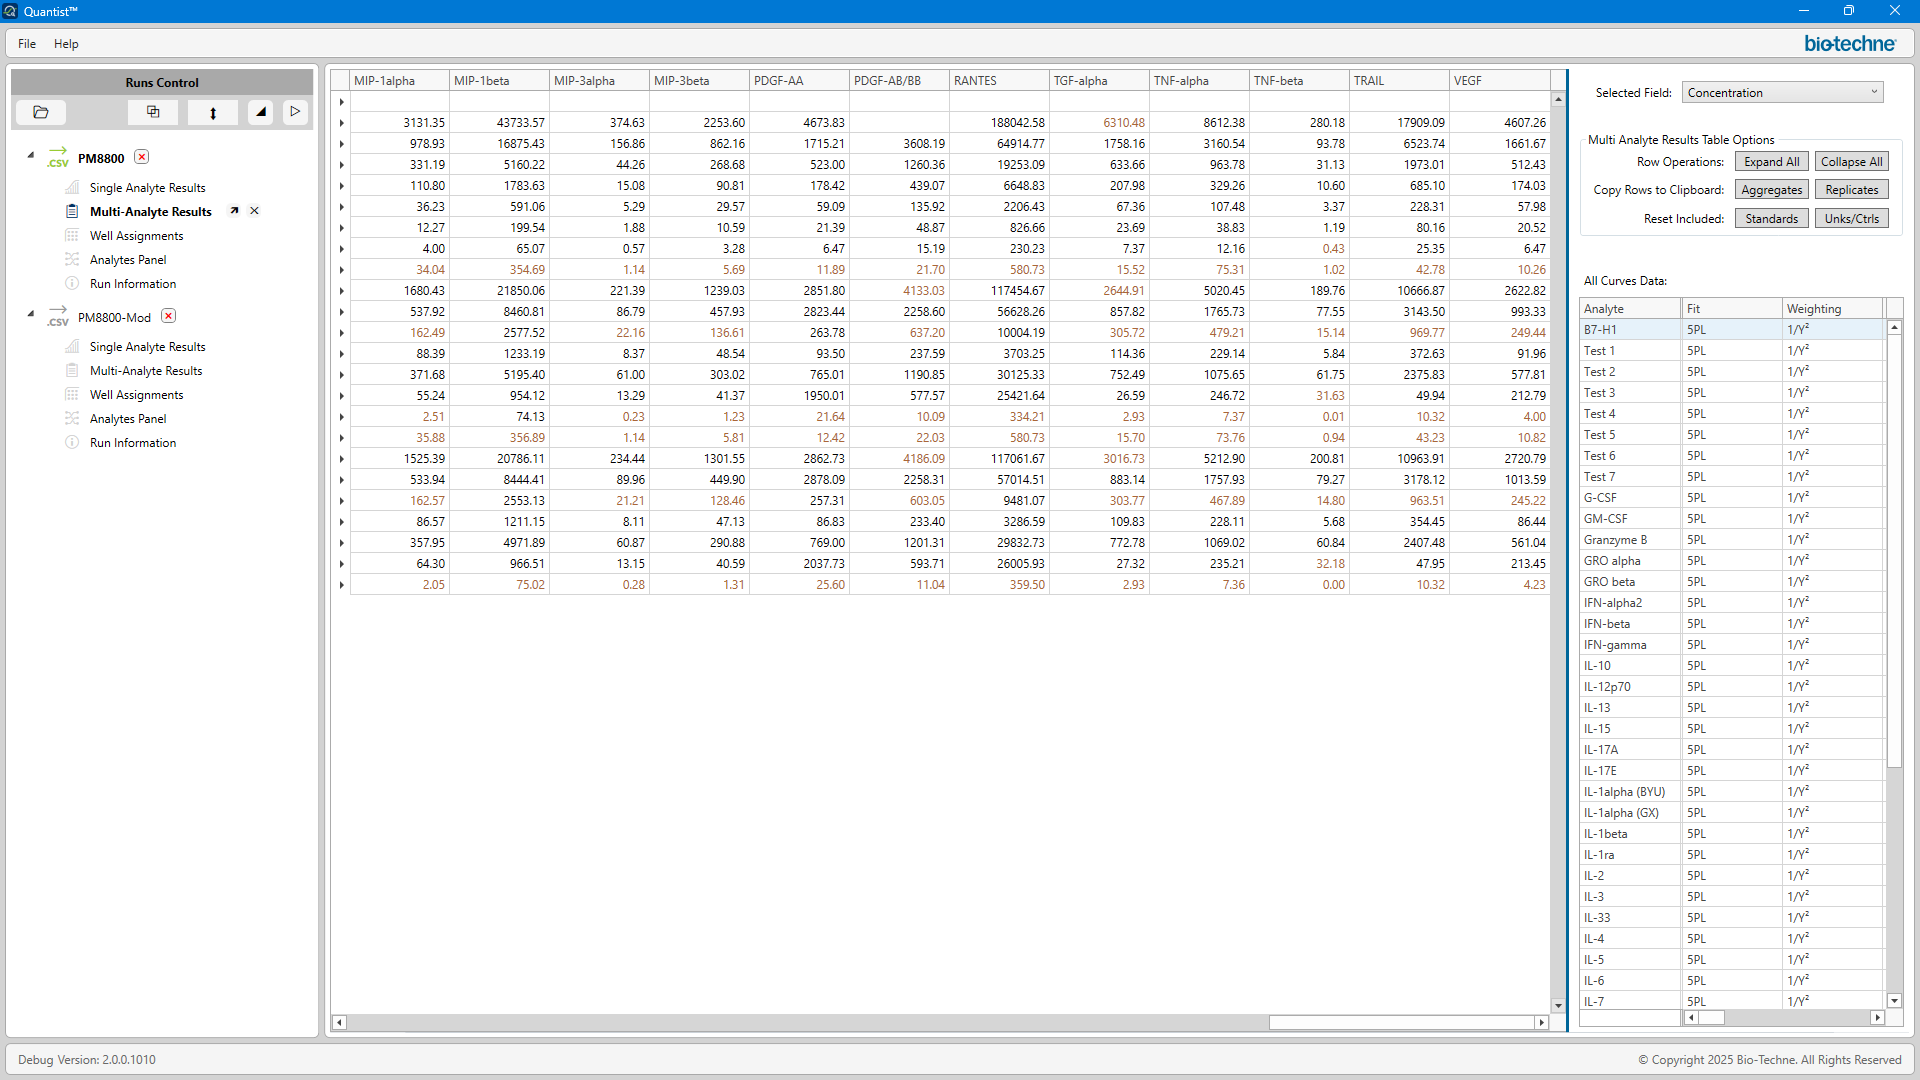 Quantist™
File Help
bio-techne
Runs Control
PM8800
Single Analyte Results
Multi-Analyte Results
Well Assignments
Analytes Panel
Run Information
PM8800-Mod
Single Analyte Results
Multi-Analyte Results
Well Assignments
Analytes Panel
Run Information
MIP-1alpha MIP-1beta MIP-3alpha MIP-3beta PDGF-AA PDGF-AB/BB RANTES TGF-alpha TNF-alpha TNF-beta TRAIL VEGF
3131.35 43733.57 374.63 2253.60 4673.83 188042.58 6310.48 8612.38 280.18 17909.09 4607.26
978.93 16875.43 156.86 862.16 1715.21 3608.19 64914.77 1758.16 3160.54 93.78 6523.74 1661.67
331.19 5160.22 44.26 268.68 523.00 1260.36 19253.09 633.66 963.78 31.13 1973.01 512.43
110.80 1783.63 15.08 90.81 178.42 439.07 6648.83 207.98 329.26 10.60 685.10 174.03
36.23 591.06 5.29 29.57 59.09 135.92 2206.43 67.36 107.48 3.37 228.31 57.98
12.27 199.54 1.88 10.59 21.39 48.87 826.66 23.69 38.83 1.19 80.16 20.52
4.00 65.07 0.57 3.28 6.47 15.19 230.23 7.37 12.16 0.43 25.35 6.47
34.04 354.69 1.14 5.69 11.89 21.70 580.73 15.52 75.31 1.02 42.78 10.26
1680.43 21850.06 221.39 1239.03 2851.80 4133.03 117454.67 2644.91 5020.45 189.76 10666.87 2622.82
537.92 8460.81 86.79 457.93 2823.44 2258.60 56628.26 857.82 1765.73 77.55 3143.50 993.33
162.49 2577.52 22.16 136.61 263.78 637.20 10004.19 305.72 479.21 15.14 969.77 249.44
88.39 1233.19 8.37 48.54 93.50 237.59 3703.25 114.36 229.14 5.84 372.63 91.96
371.68 5195.40 61.00 303.02 765.01 1190.85 30125.33 752.49 1075.65 61.75 2375.83 577.81
55.24 954.12 13.29 41.37 1950.01 577.57 25421.64 26.59 246.72 31.63 49.94 212.79
2.51 74.13 0.23 1.23 21.64 10.09 334.21 2.93 7.37 0.01 10.32 4.00
35.88 356.89 1.14 5.81 12.42 22.03 580.73 15.70 73.76 0.94 43.23 10.82
1525.39 20786.11 234.44 1301.55 2862.73 4186.09 117061.67 3016.73 5212.90 200.81 10963.91 2720.79
533.94 8444.41 89.96 449.90 2878.09 2258.31 57014.51 883.14 1757.93 79.27 3178.12 1013.59
162.57 2553.13 21.21 128.46 257.31 603.05 9481.07 303.77 467.89 14.80 963.51 245.22
86.57 1211.15 8.11 47.13 86.83 233.40 3286.59 109.83 228.11 5.68 354.45 86.44
357.95 4971.89 60.87 290.88 769.00 1201.31 29832.73 772.78 1069.02 60.84 2407.48 561.04
64.30 966.51 13.15 40.59 2037.73 593.71 26005.93 27.32 235.21 32.18 47.95 213.45
2.05 75.02 0.28 1.31 25.60 11.04 359.50 2.93 7.36 0.00 10.32 4.23
Selected Field: Concentration
Multi Analyte Results Table Options
Row Operations: Expand All Collapse All
Copy Rows to Clipboard: Aggregates Replicates
Reset Included: Standards Unks/Ctrls
All Curves Data:
Analyte Fit Weighting
B7-H1 5PL 1/Y²
Test 1 5PL 1/Y²
Test 2 5PL 1/Y²
Test 3 5PL 1/Y²
Test 4 5PL 1/Y²
Test 5 5PL 1/Y²
Test 6 5PL 1/Y²
Test 7 5PL 1/Y²
G-CSF 5PL 1/Y²
GM-CSF 5PL 1/Y²
Granzyme B 5PL 1/Y²
GRO alpha 5PL 1/Y²
GRO beta 5PL 1/Y²
IFN-alpha2 5PL 1/Y²
IFN-beta 5PL 1/Y²
IFN-gamma 5PL 1/Y²
IL-10 5PL 1/Y²
IL-12p70 5PL 1/Y²
IL-13 5PL 1/Y²
IL-15 5PL 1/Y²
IL-17A 5PL 1/Y²
IL-17E 5PL 1/Y²
IL-1alpha (BYU) 5PL 1/Y²
IL-1alpha (GX) 5PL 1/Y²
IL-1beta 5PL 1/Y²
IL-1ra 5PL 1/Y²
IL-2 5PL 1/Y²
IL-3 5PL 1/Y²
IL-33 5PL 1/Y²
IL-4 5PL 1/Y²
IL-5 5PL 1/Y²
IL-6 5PL 1/Y²
IL-7 5PL 1/Y²
Debug Version: 2.0.0.1010
© Copyright 2025 Bio-Techne. All Rights Reserved